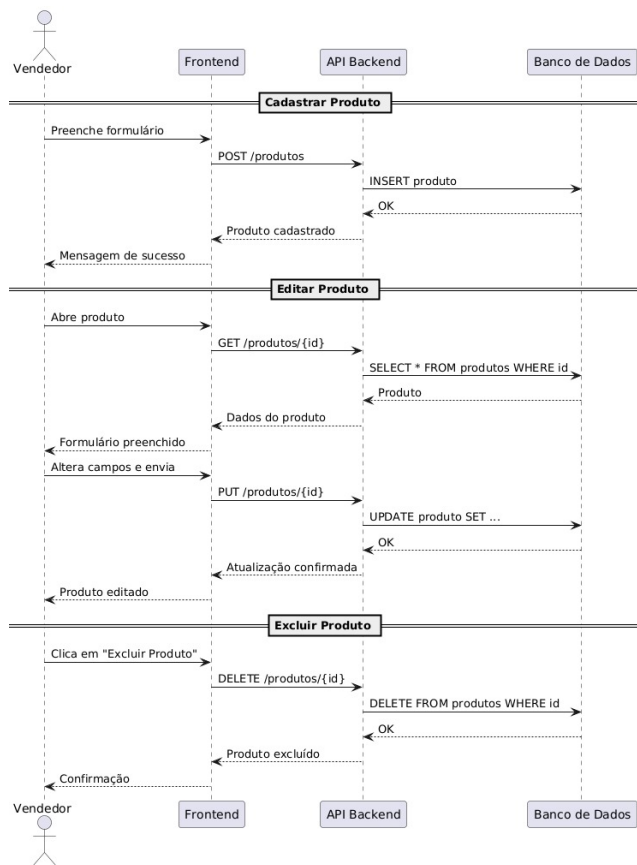 Vendedor
Frontend
API Backend
Banco de Dados
Cadastrar Produto
Preenche formulário
POST /produtos
INSERT produto
OK
Produto cadastrado
Mensagem de sucesso
Editar Produto
Abre produto
GET /produtos/{id}
SELECT * FROM produtos WHERE id
Produto
Dados do produto
Formulário preenchido
Altera campos e envia
PUT /produtos/{id}
UPDATE produto SET ...
OK
Atualização confirmada
Produto editado
Excluir Produto
Clica em "Excluir Produto"
DELETE /produtos/{id}
DELETE FROM produtos WHERE id
OK
Produto excluído
Confirmação
Vendedor
Frontend
API Backend
Banco de Dados